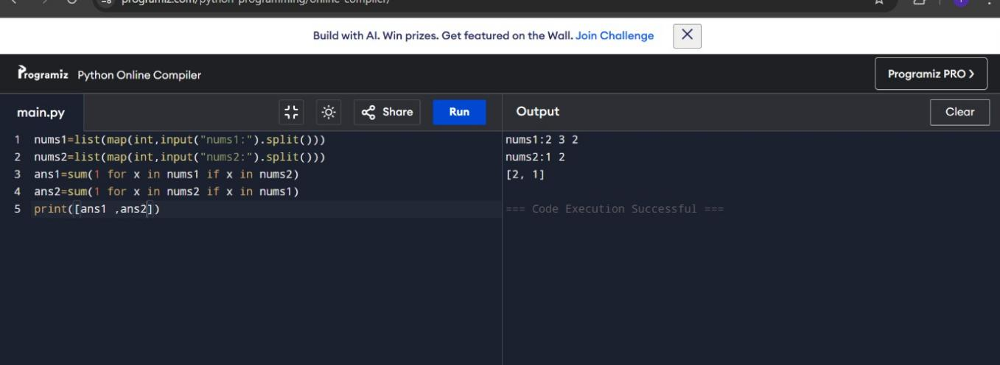 programiz.com/python-programming/online-compiler/
Build with AI. Win prizes. Get featured on the Wall. Join Challenge
Programiz Python Online Compiler
Programiz PRO >
main.py
Share
Run
Output
Clear
1 nums1=list(map(int,input("nums1:").split()))
2 nums2=list(map(int,input("nums2:").split()))
3 ans1=sum(1 for x in nums1 if x in nums2)
4 ans2=sum(1 for x in nums2 if x in nums1)
5 print([ans1 ,ans2])
nums1:2 3 2
nums2:1 2
[2, 1]
=== Code Execution Successful ===